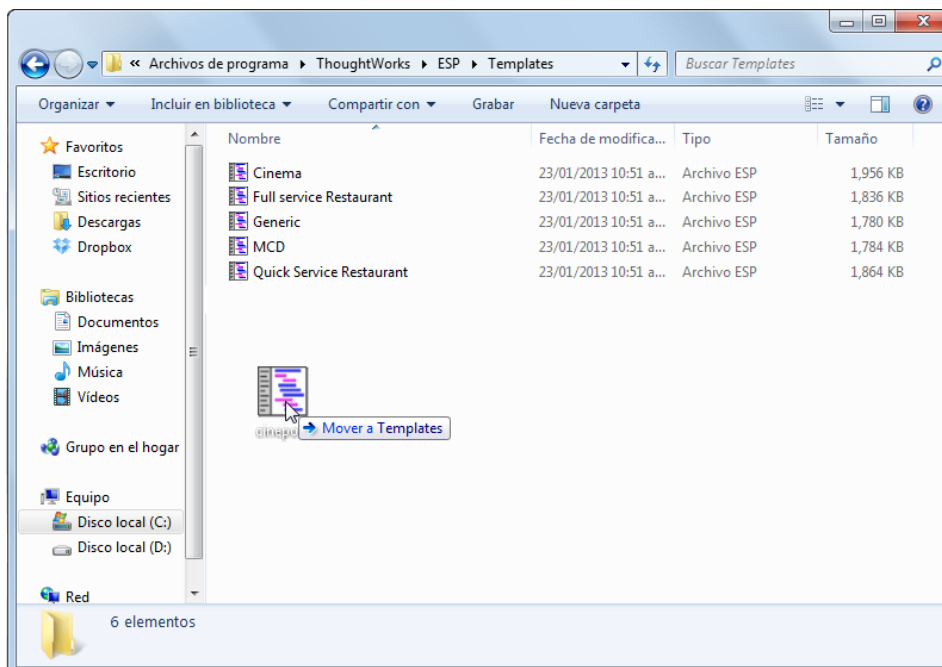 « Archivos de programa ▸ ThoughtWorks ▸ ESP ▸ Templates
Buscar Templates
Organizar Incluir en biblioteca Compartir con Grabar Nueva carpeta
Nombre Fecha de modifica... Tipo Tamaño
Cinema 23/01/2013 10:51 a... Archivo ESP 1,956 KB
Full service Restaurant 23/01/2013 10:51 a... Archivo ESP 1,836 KB
Generic 23/01/2013 10:51 a... Archivo ESP 1,780 KB
MCD 23/01/2013 10:51 a... Archivo ESP 1,784 KB
Quick Service Restaurant 23/01/2013 10:51 a... Archivo ESP 1,864 KB
Favoritos
Escritorio
Sitios recientes
Descargas
Dropbox
Bibliotecas
Documentos
Imágenes
Música
Vídeos
Grupo en el hogar
Equipo
Disco local (C:)
Disco local (D:)
Red
Mover a Templates
6 elementos